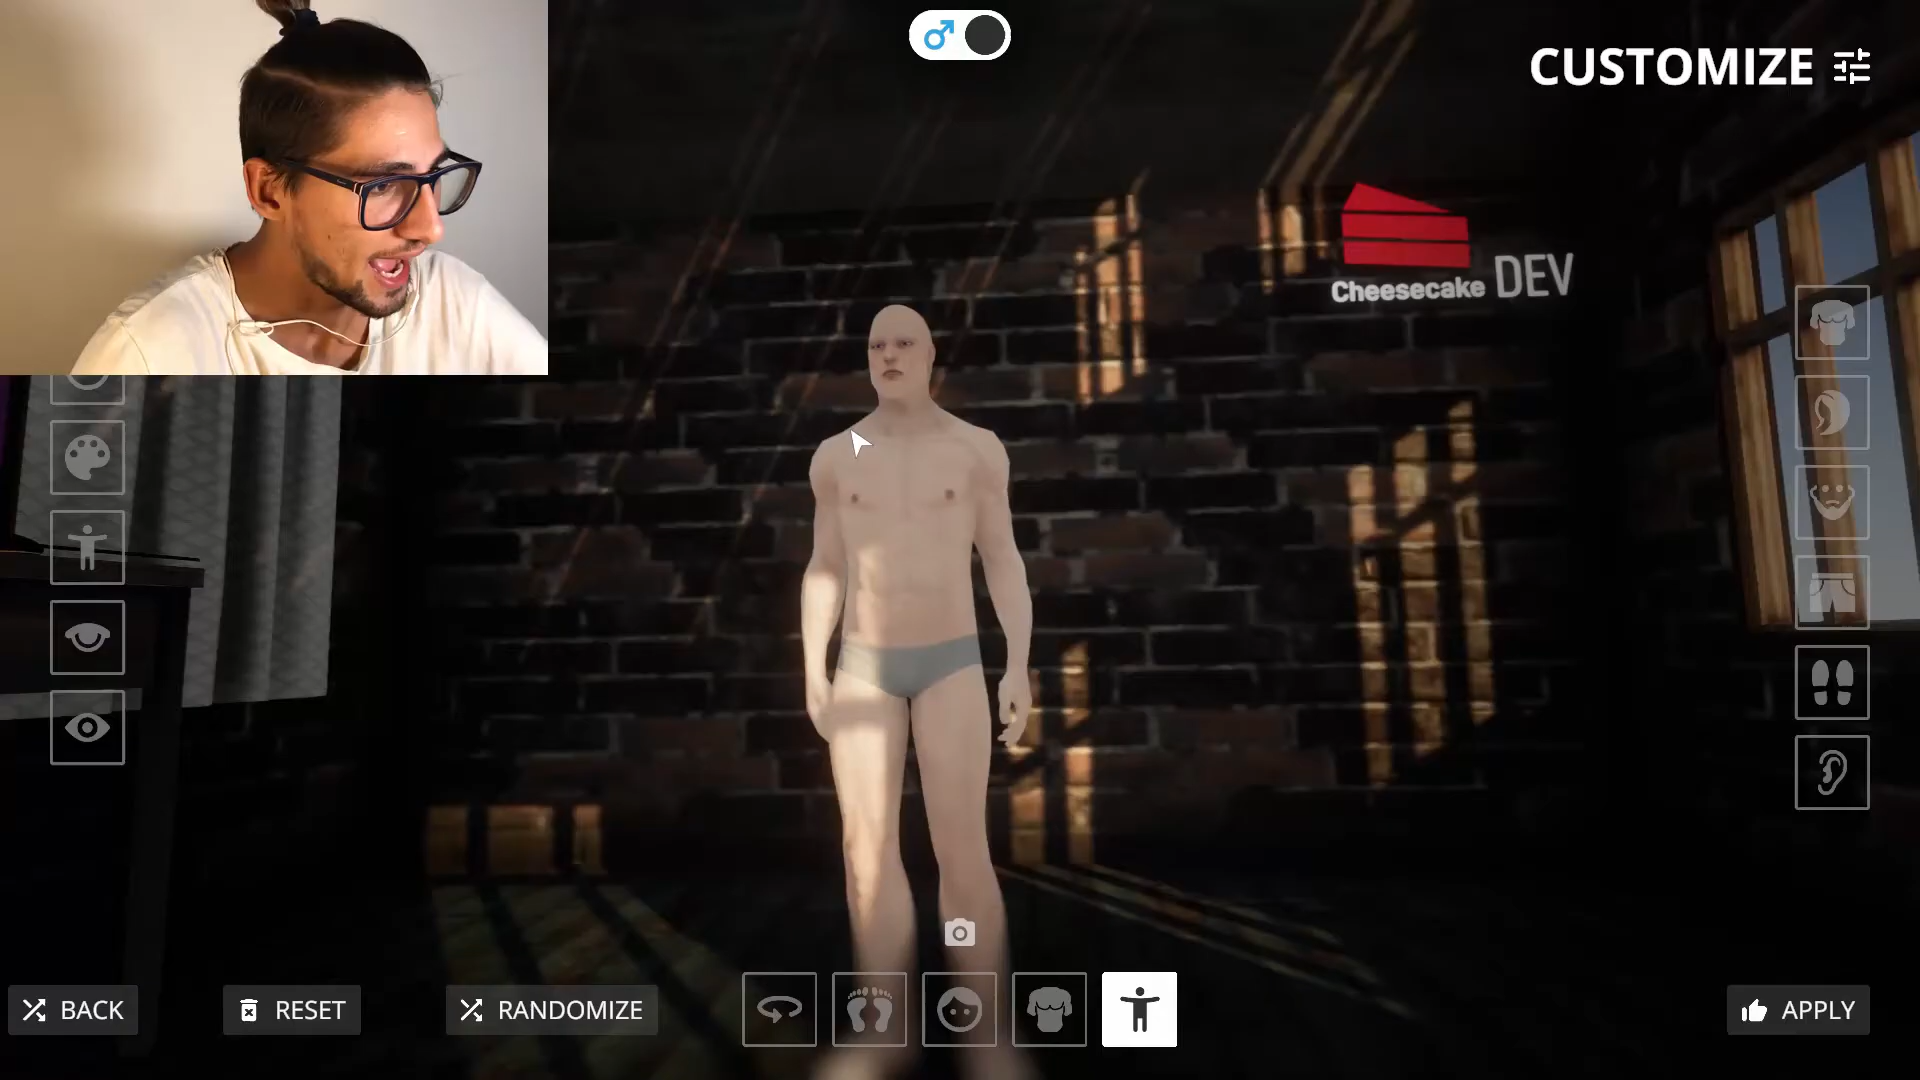 CUSTOMIZE
Cheesecake DEV
BACK
RESET
RANDOMIZE
APPLY